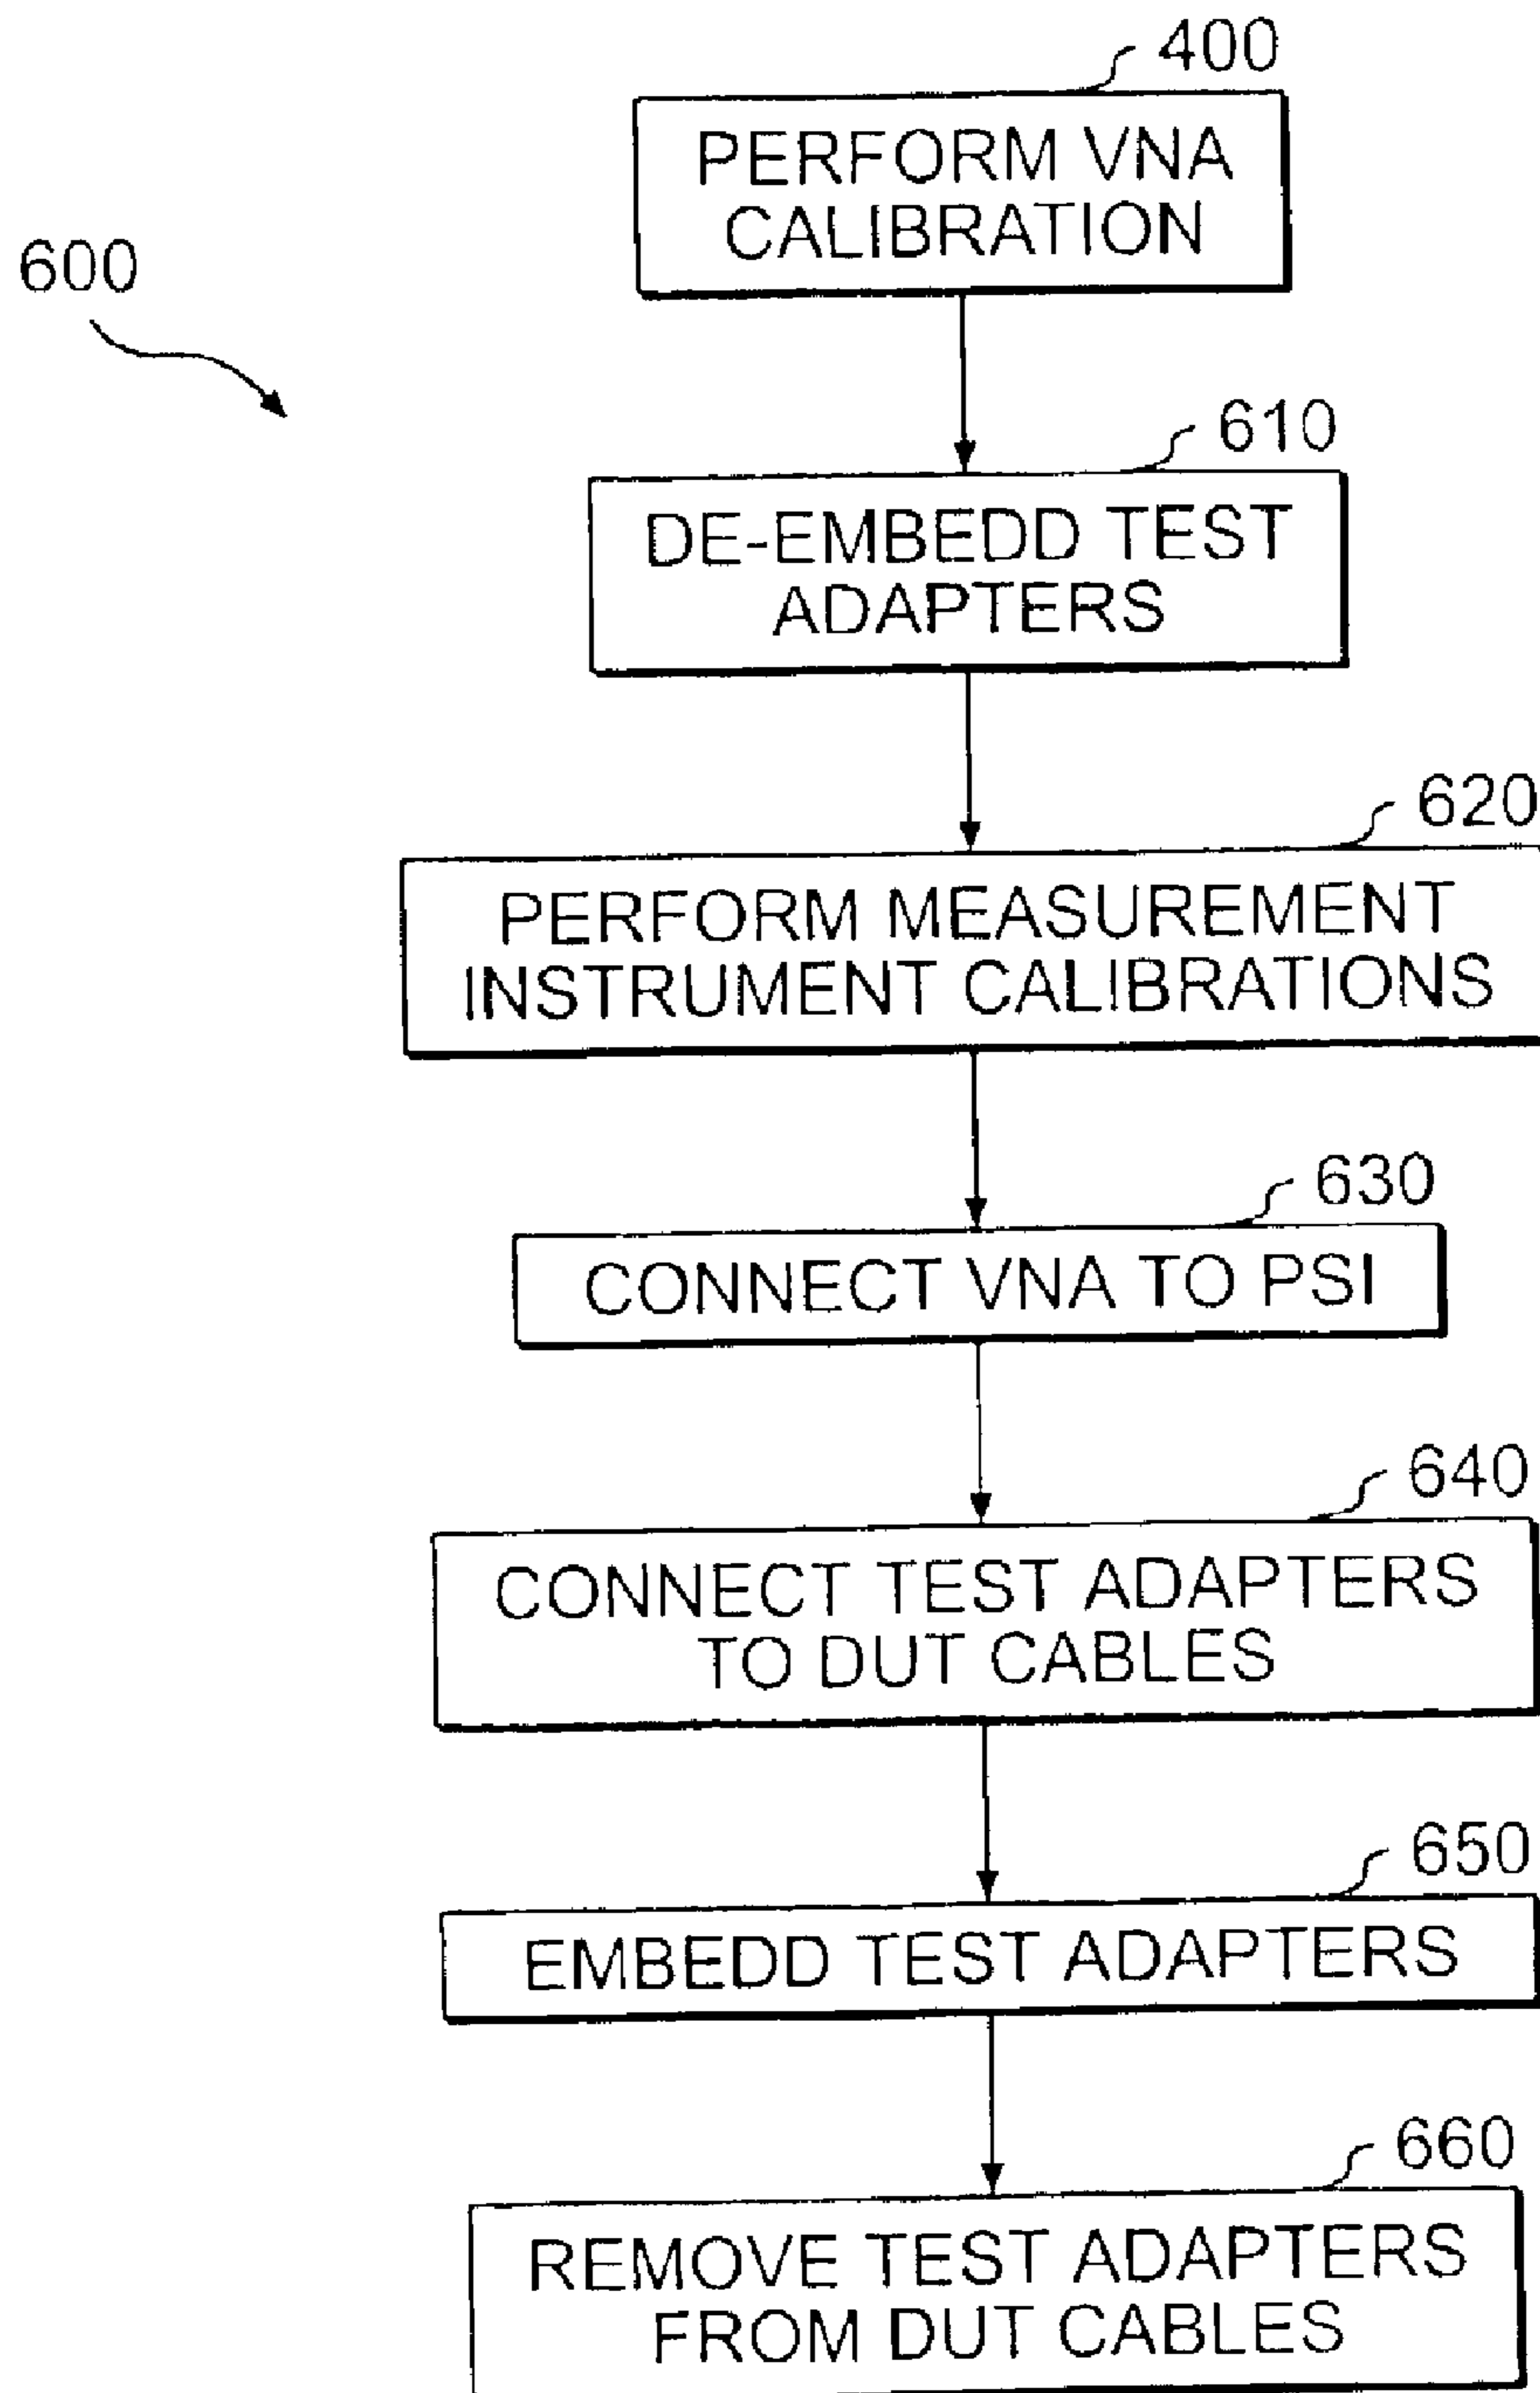 400
PERFORM VNA
CALIBRATION
600
610
DE-EMBEDD TEST
ADAPTERS
620
PERFORM MEASUREMENT
INSTRUMENT CALIBRATIONS
630
CONNECT VNA TO PSI
640
CONNECT TEST ADAPTERS
TO DUT CABLES
650
EMBEDD TEST ADAPTERS
660
REMOVE TEST ADAPTERS
FROM DUT CABLES